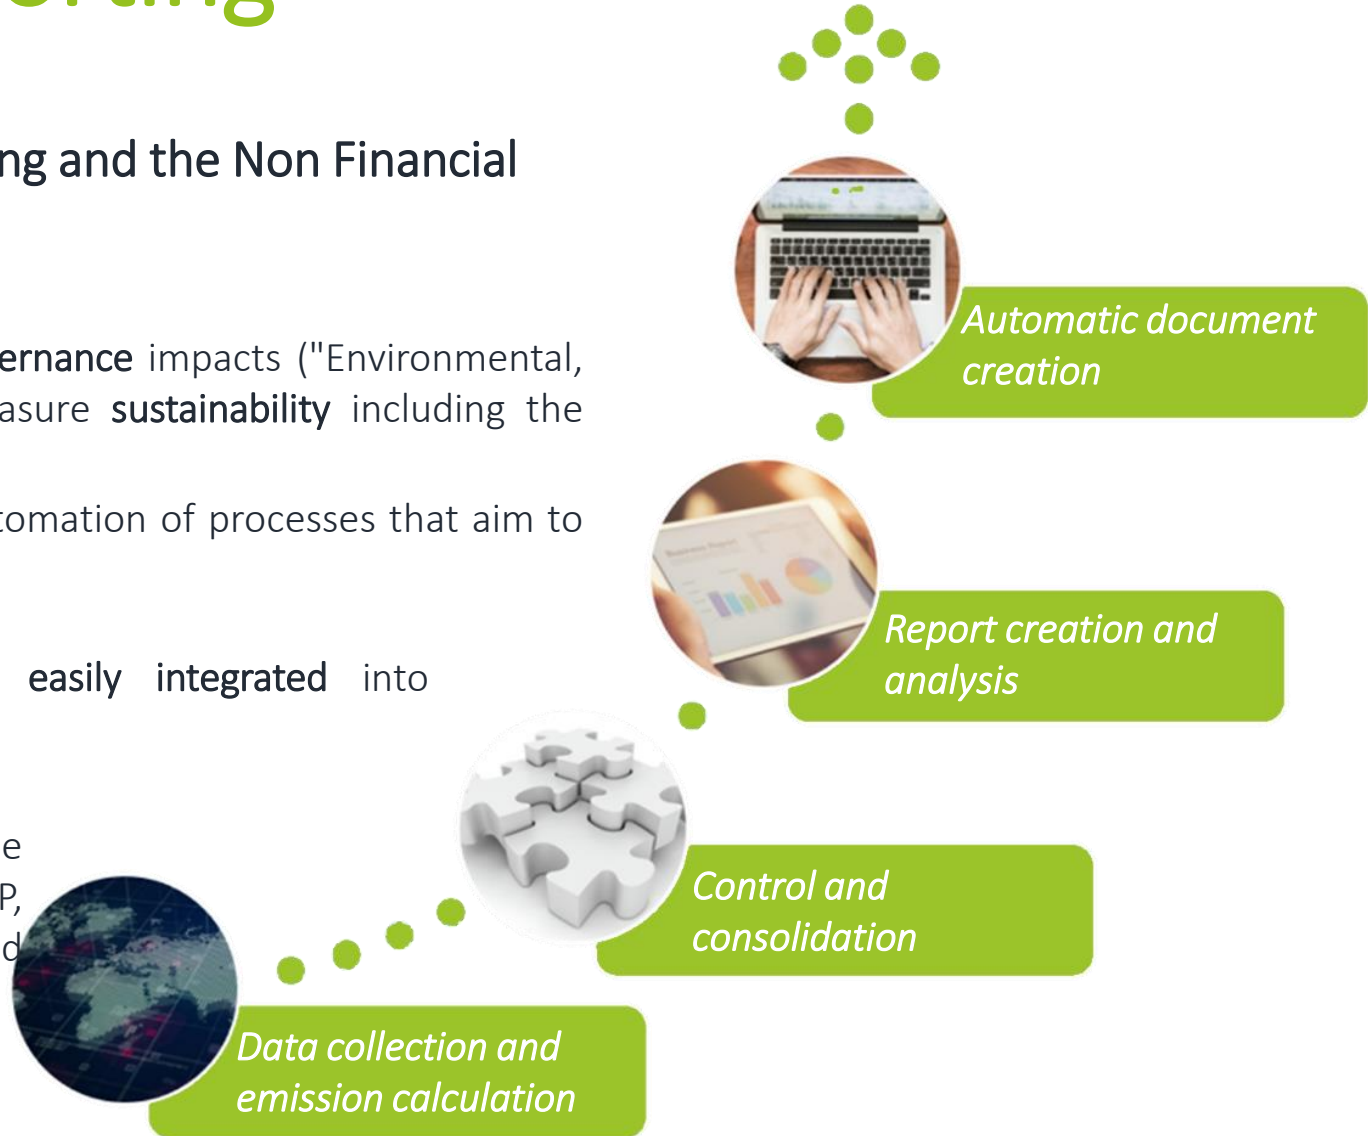 ng and the Non Financial
ernance impacts ("Environmental,
asure sustainability including the
tomation of processes that aim to
easily integrated into
e
P,
d
Automatic document
creation
Report creation and
analysis
Control and
consolidation
Data collection and
emission calculation